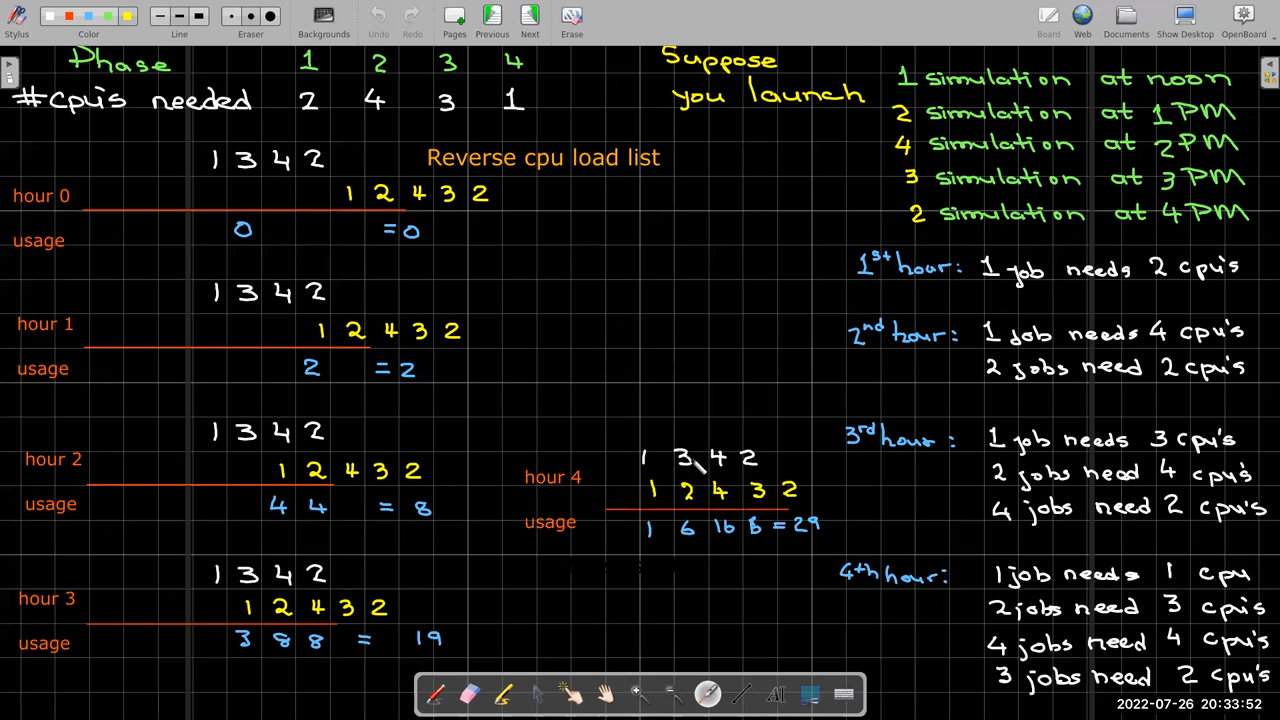 Stylus Color Line Eraser Backgrounds Undo Redo Pages Previous Next Erase Board Web Documents Show Desktop OpenBoard
Phase 1 2 3 4
#cpu's needed 2 4 3 1
Suppose
you launch
1 simulation at noon
2 simulation at 1 PM
4 simulation at 2 PM
3 simulation at 3 PM
2 simulation at 4 PM
1 3 4 2
Reverse cpu load list
hour 0 1 2 4 3 2
usage 0 = 0
1 3 4 2
hour 1 1 2 4 3 2
usage 2 = 2
1 3 4 2
hour 2 1 2 4 3 2
usage 4 4 = 8
1 3 4 2
hour 3 1 2 4 3 2
usage 3 8 8 = 19
1 3 4 2
hour 4 1 2 4 3 2
usage 1 6 16 6 = 29
1st hour: 1 job needs 2 cpu's
2nd hour: 1 job needs 4 cpu's
2 jobs need 2 cpu's
3rd hour: 1 job needs 3 cpu's
2 jobs need 4 cpu's
4 jobs need 2 cpu's
4th hour: 1 job needs 1 cpu
2 jobs need 3 cpu's
4 jobs need 4 cpu's
3 jobs need 2 cpu's
2022-07-26 20:33:52